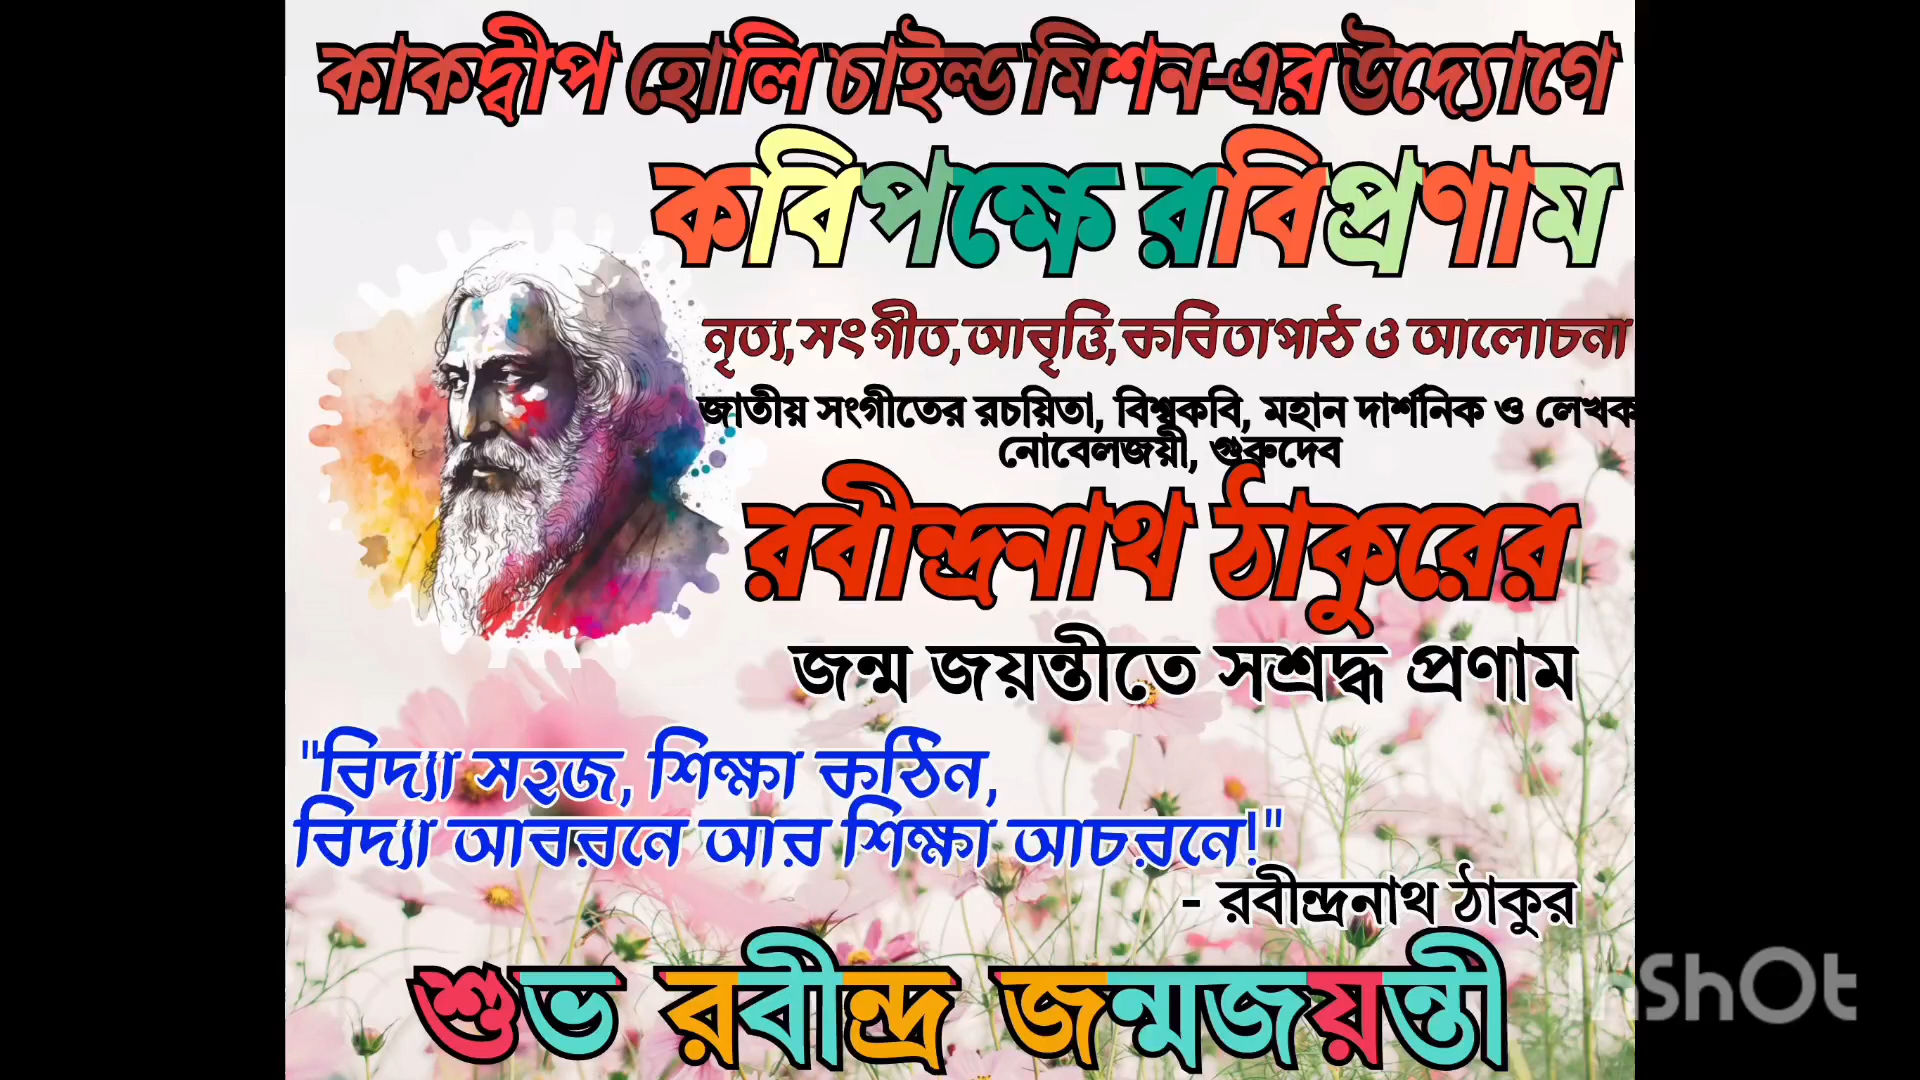 কাকদ্বীপ হোলি চাইল্ড মিশন-এর উদ্যোগে
কবিপক্ষে রবিপ্রণাম
নৃত্য,সংগীত,আবৃত্তি,কবিতাপাঠ ও আলোচনা
জাতীয় সংগীতের রচয়িতা, বিশ্বকবি, মহান দার্শনিক ও লেখক
নোবেলজয়ী, গুরুদেব
রবীন্দ্রনাথ ঠাকুরের
জন্ম জয়ন্তীতে সশ্রদ্ধ প্রণাম
"বিদ্যা সহজ, শিক্ষা কঠিন,
বিদ্যা আবরনে আর শিক্ষা আচরনে!"
- রবীন্দ্রনাথ ঠাকুর
শুভ রবীন্দ্র জন্মজয়ন্তী
InShOt